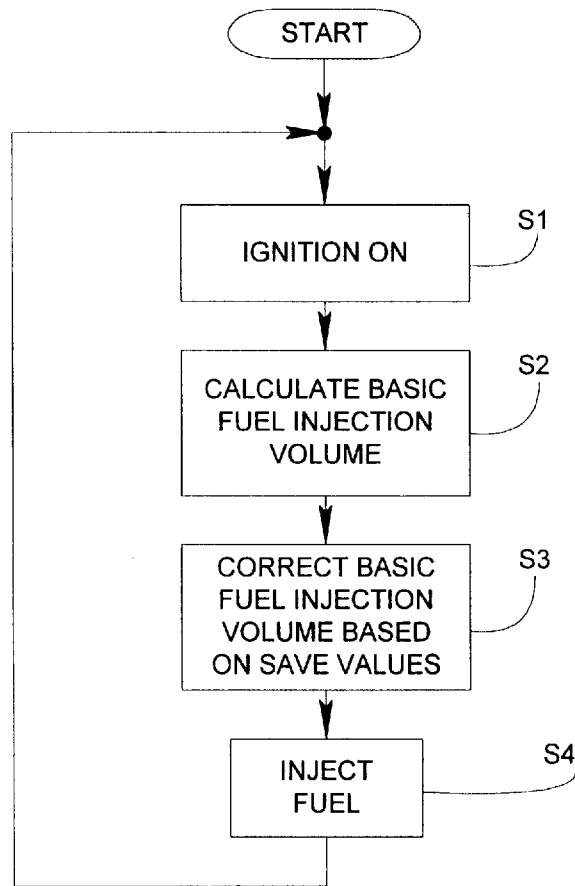 START
IGNITION ON
S1
CALCULATE BASIC
FUEL INJECTION
VOLUME
S2
CORRECT BASIC
FUEL INJECTION
VOLUME BASED
ON SAVE VALUES
S3
INJECT
FUEL
S4